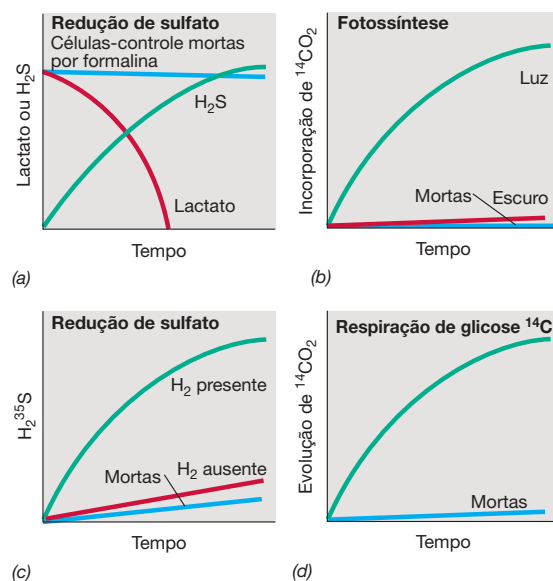 Redução de sulfato
Células-controle mortas
por formalina
H₂S
Lactato
Lactato ou H₂S
Tempo
(a)
Fotossíntese
Luz
Mortas
Escuro
Incorporação de ¹⁴CO₂
Tempo
(b)
Redução de sulfato
H₂ presente
Mortas
H₂ ausente
H₂³⁵S
Tempo
(c)
Respiração de glicose ¹⁴C
Mortas
Evolução de ¹⁴CO₂
Tempo
(d)